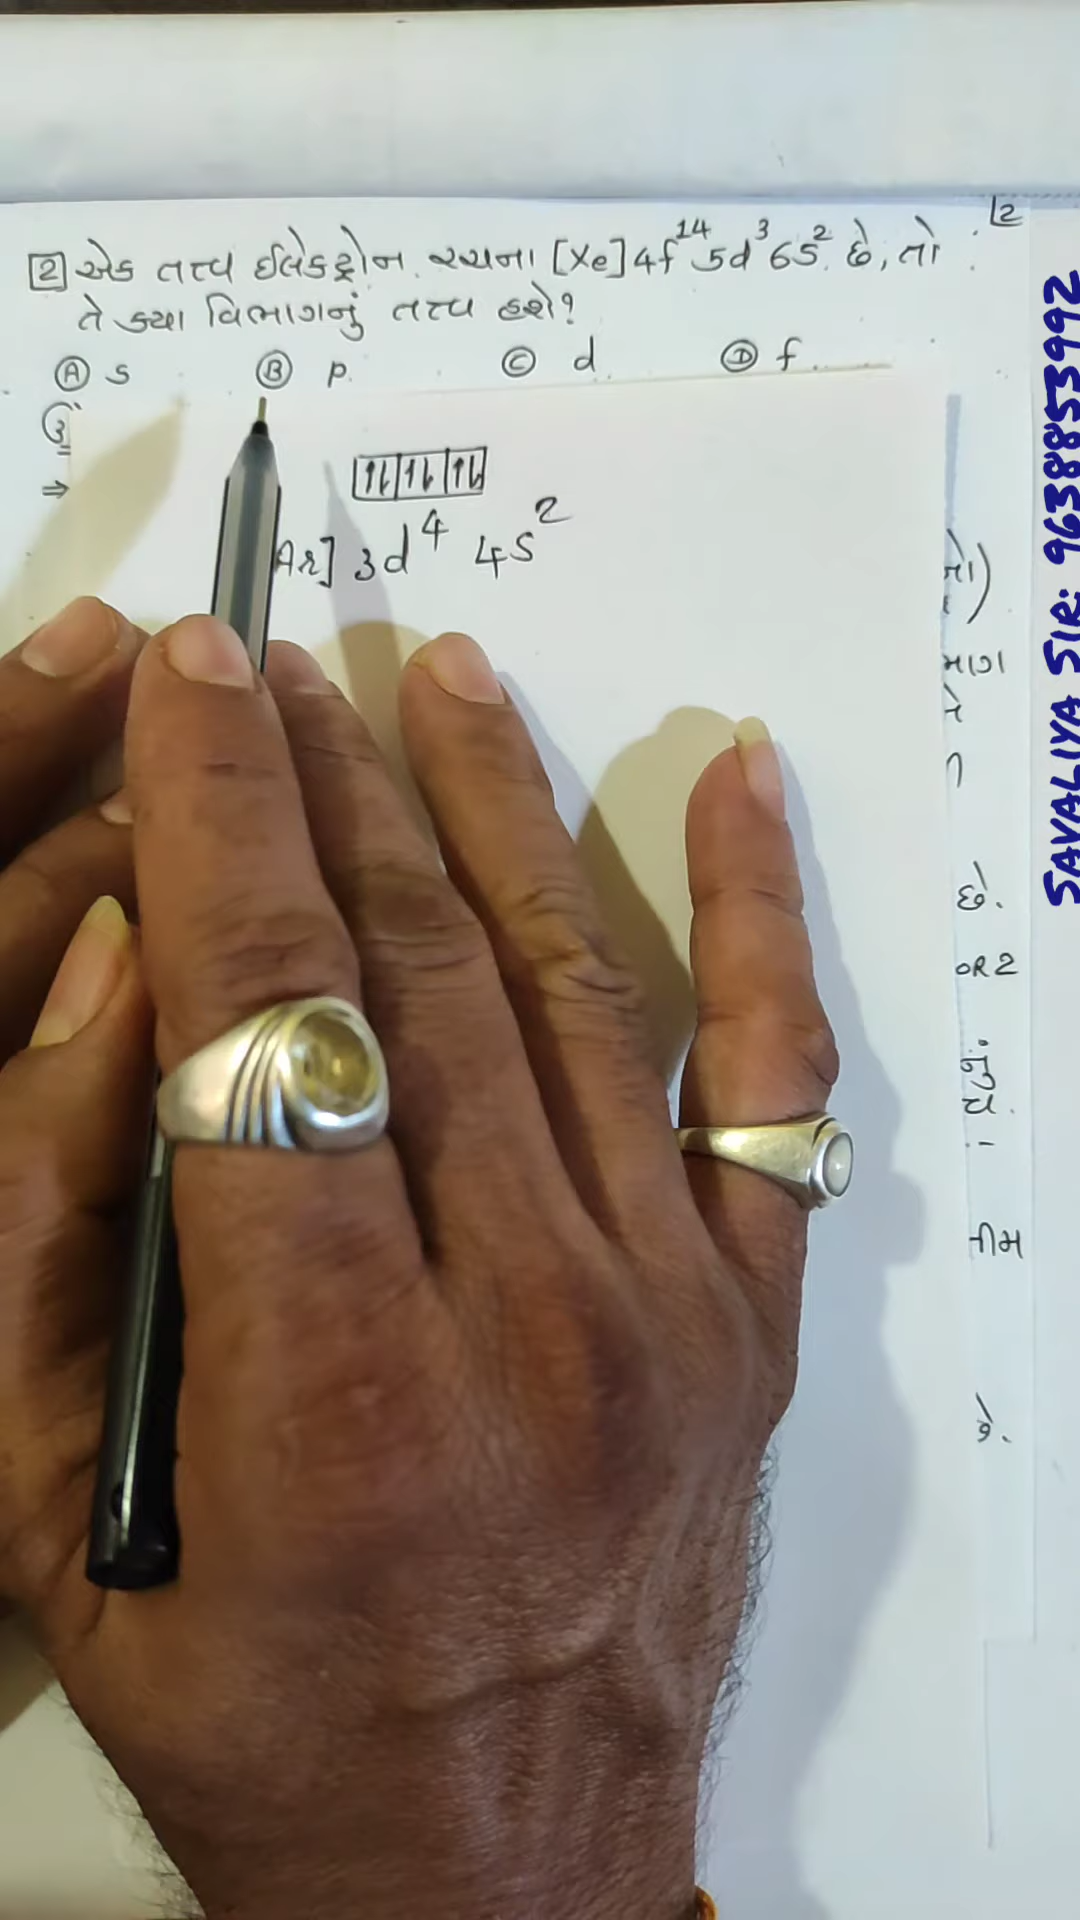 2
[2] એક તત્ત્વ ઈલેક્ટ્રોન રચના [Xe] 4f¹⁴ 5d³ 6s² છે, તો
તે ક્યા વિભાગનું તત્ત્વ હશે?
(A) s (B) p. (C) d. (D) f.
ઉ
⇒
Ar] 3d⁴ 4s²
છે.
OR 2
SAVALIYA SIR: 9638853992